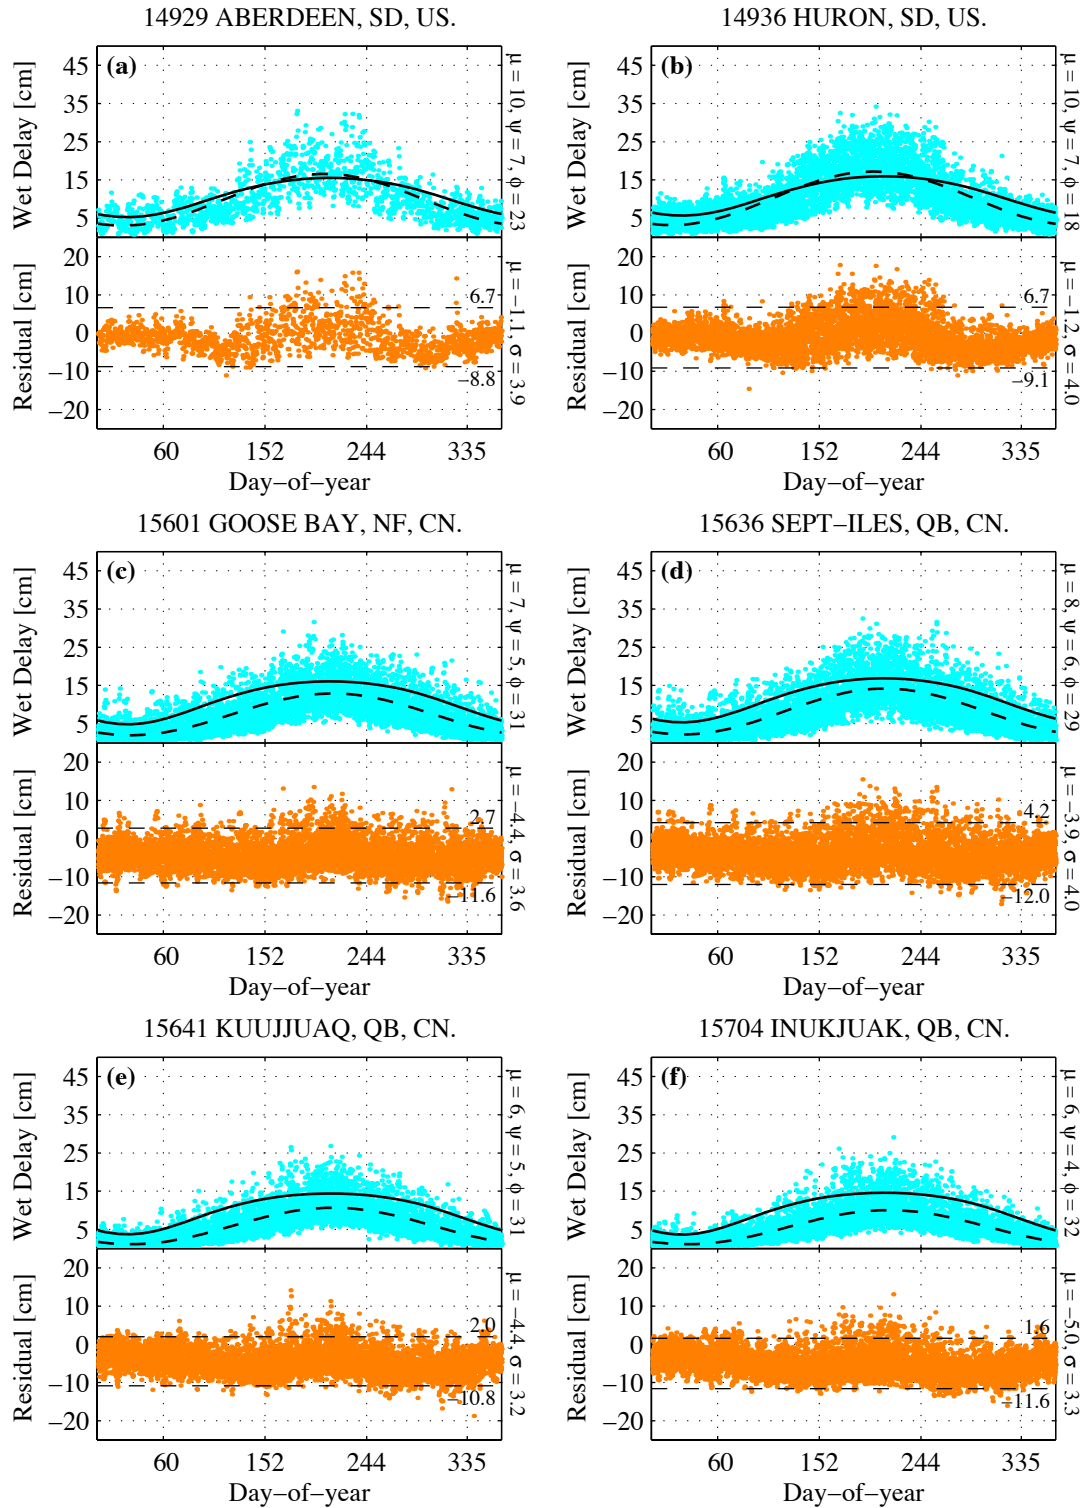 14929 ABERDEEN, SD, US.
(a)
Wet Delay [cm]
45
35
25
15
5
μ = 10, ψ = 7, ϕ = 23
Residual [cm]
20
10
0
−10
−20
6.7
−8.8
μ = −1.1, σ = 3.9
60 152 244 335
Day−of−year
14936 HURON, SD, US.
(b)
Wet Delay [cm]
45
35
25
15
5
μ = 10, ψ = 7, ϕ = 18
Residual [cm]
20
10
0
−10
−20
6.7
−9.1
μ = −1.2, σ = 4.0
60 152 244 335
Day−of−year
15601 GOOSE BAY, NF, CN.
(c)
Wet Delay [cm]
45
35
25
15
5
μ = 7, ψ = 5, ϕ = 31
Residual [cm]
20
10
0
−10
−20
2.7
−11.6
μ = −4.4, σ = 3.6
60 152 244 335
Day−of−year
15636 SEPT−ILES, QB, CN.
(d)
Wet Delay [cm]
45
35
25
15
5
μ = 8, ψ = 6, ϕ = 29
Residual [cm]
20
10
0
−10
−20
4.2
−12.0
μ = −3.9, σ = 4.0
60 152 244 335
Day−of−year
15641 KUUJJUAQ, QB, CN.
(e)
Wet Delay [cm]
45
35
25
15
5
μ = 6, ψ = 5, ϕ = 31
Residual [cm]
20
10
0
−10
−20
2.0
−10.8
μ = −4.4, σ = 3.2
60 152 244 335
Day−of−year
15704 INUKJUAK, QB, CN.
(f)
Wet Delay [cm]
45
35
25
15
5
μ = 6, ψ = 4, ϕ = 32
Residual [cm]
20
10
0
−10
−20
1.6
−11.6
μ = −5.0, σ = 3.3
60 152 244 335
Day−of−year